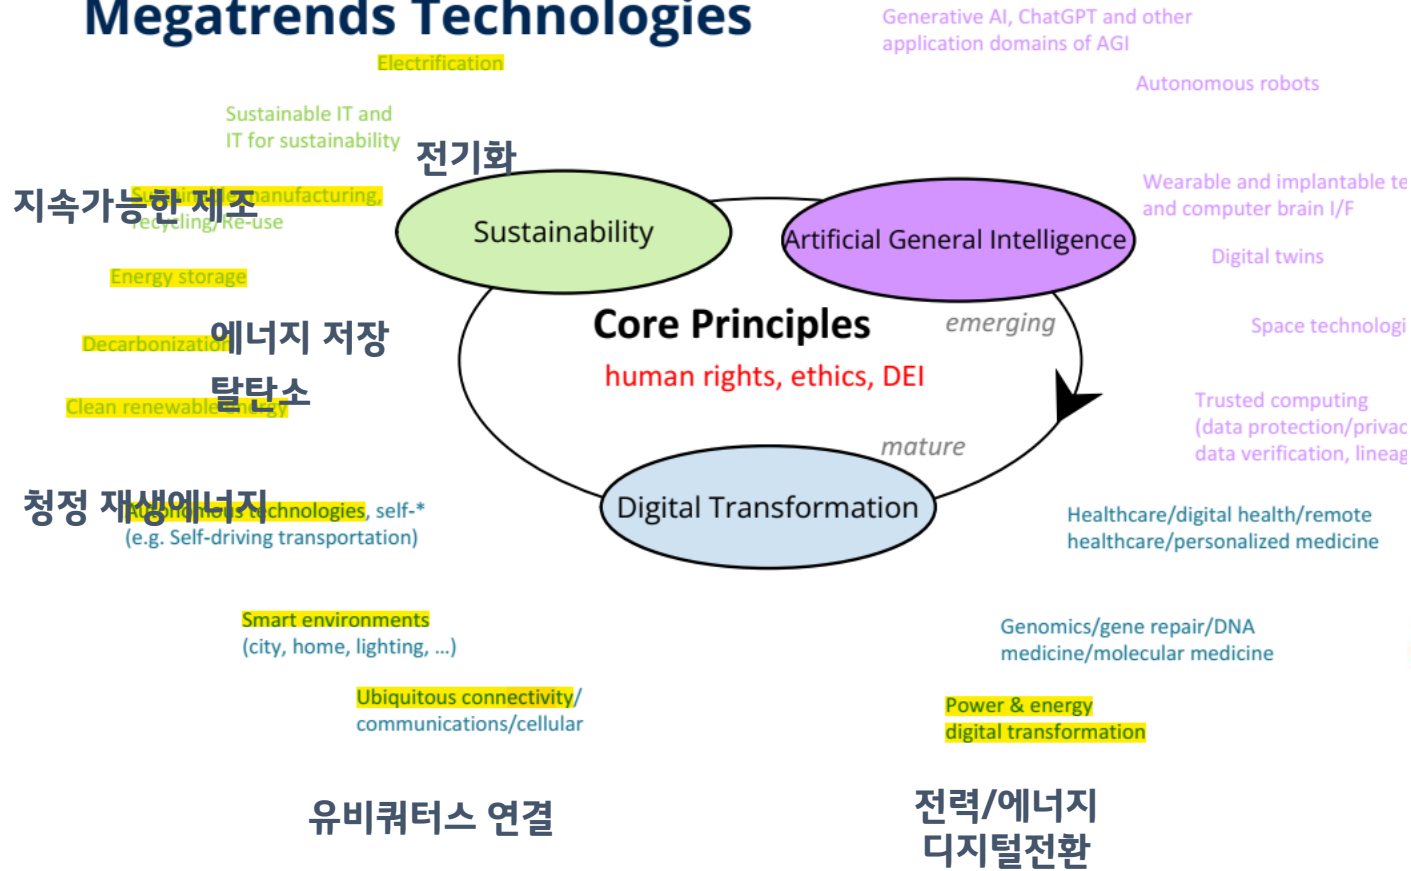 Megatrends Technologies
Generative AI, ChatGPT and other
application domains of AGI
Electrification
Autonomous robots
Sustainable IT and
IT for sustainability
전기화
Sustainable manufacturing,
recycling/Re-use
지속가능한 제조
Wearable and implantable te
and computer brain I/F
Sustainability
Artificial General Intelligence
Digital twins
Energy storage
Core Principles
emerging
Space technologi
에너지 저장
Decarbonization
human rights, ethics, DEI
탈탄소
Clean renewable energy
Trusted computing
(data protection/privac
data verification, lineag
mature
청정 재생에너지
Autonomous technologies, self-*
(e.g. Self-driving transportation)
Digital Transformation
Healthcare/digital health/remote
healthcare/personalized medicine
Smart environments
(city, home, lighting, ...)
Genomics/gene repair/DNA
medicine/molecular medicine
Ubiquitous connectivity/
communications/cellular
Power & energy
digital transformation
유비쿼터스 연결
전력/에너지
디지털전환